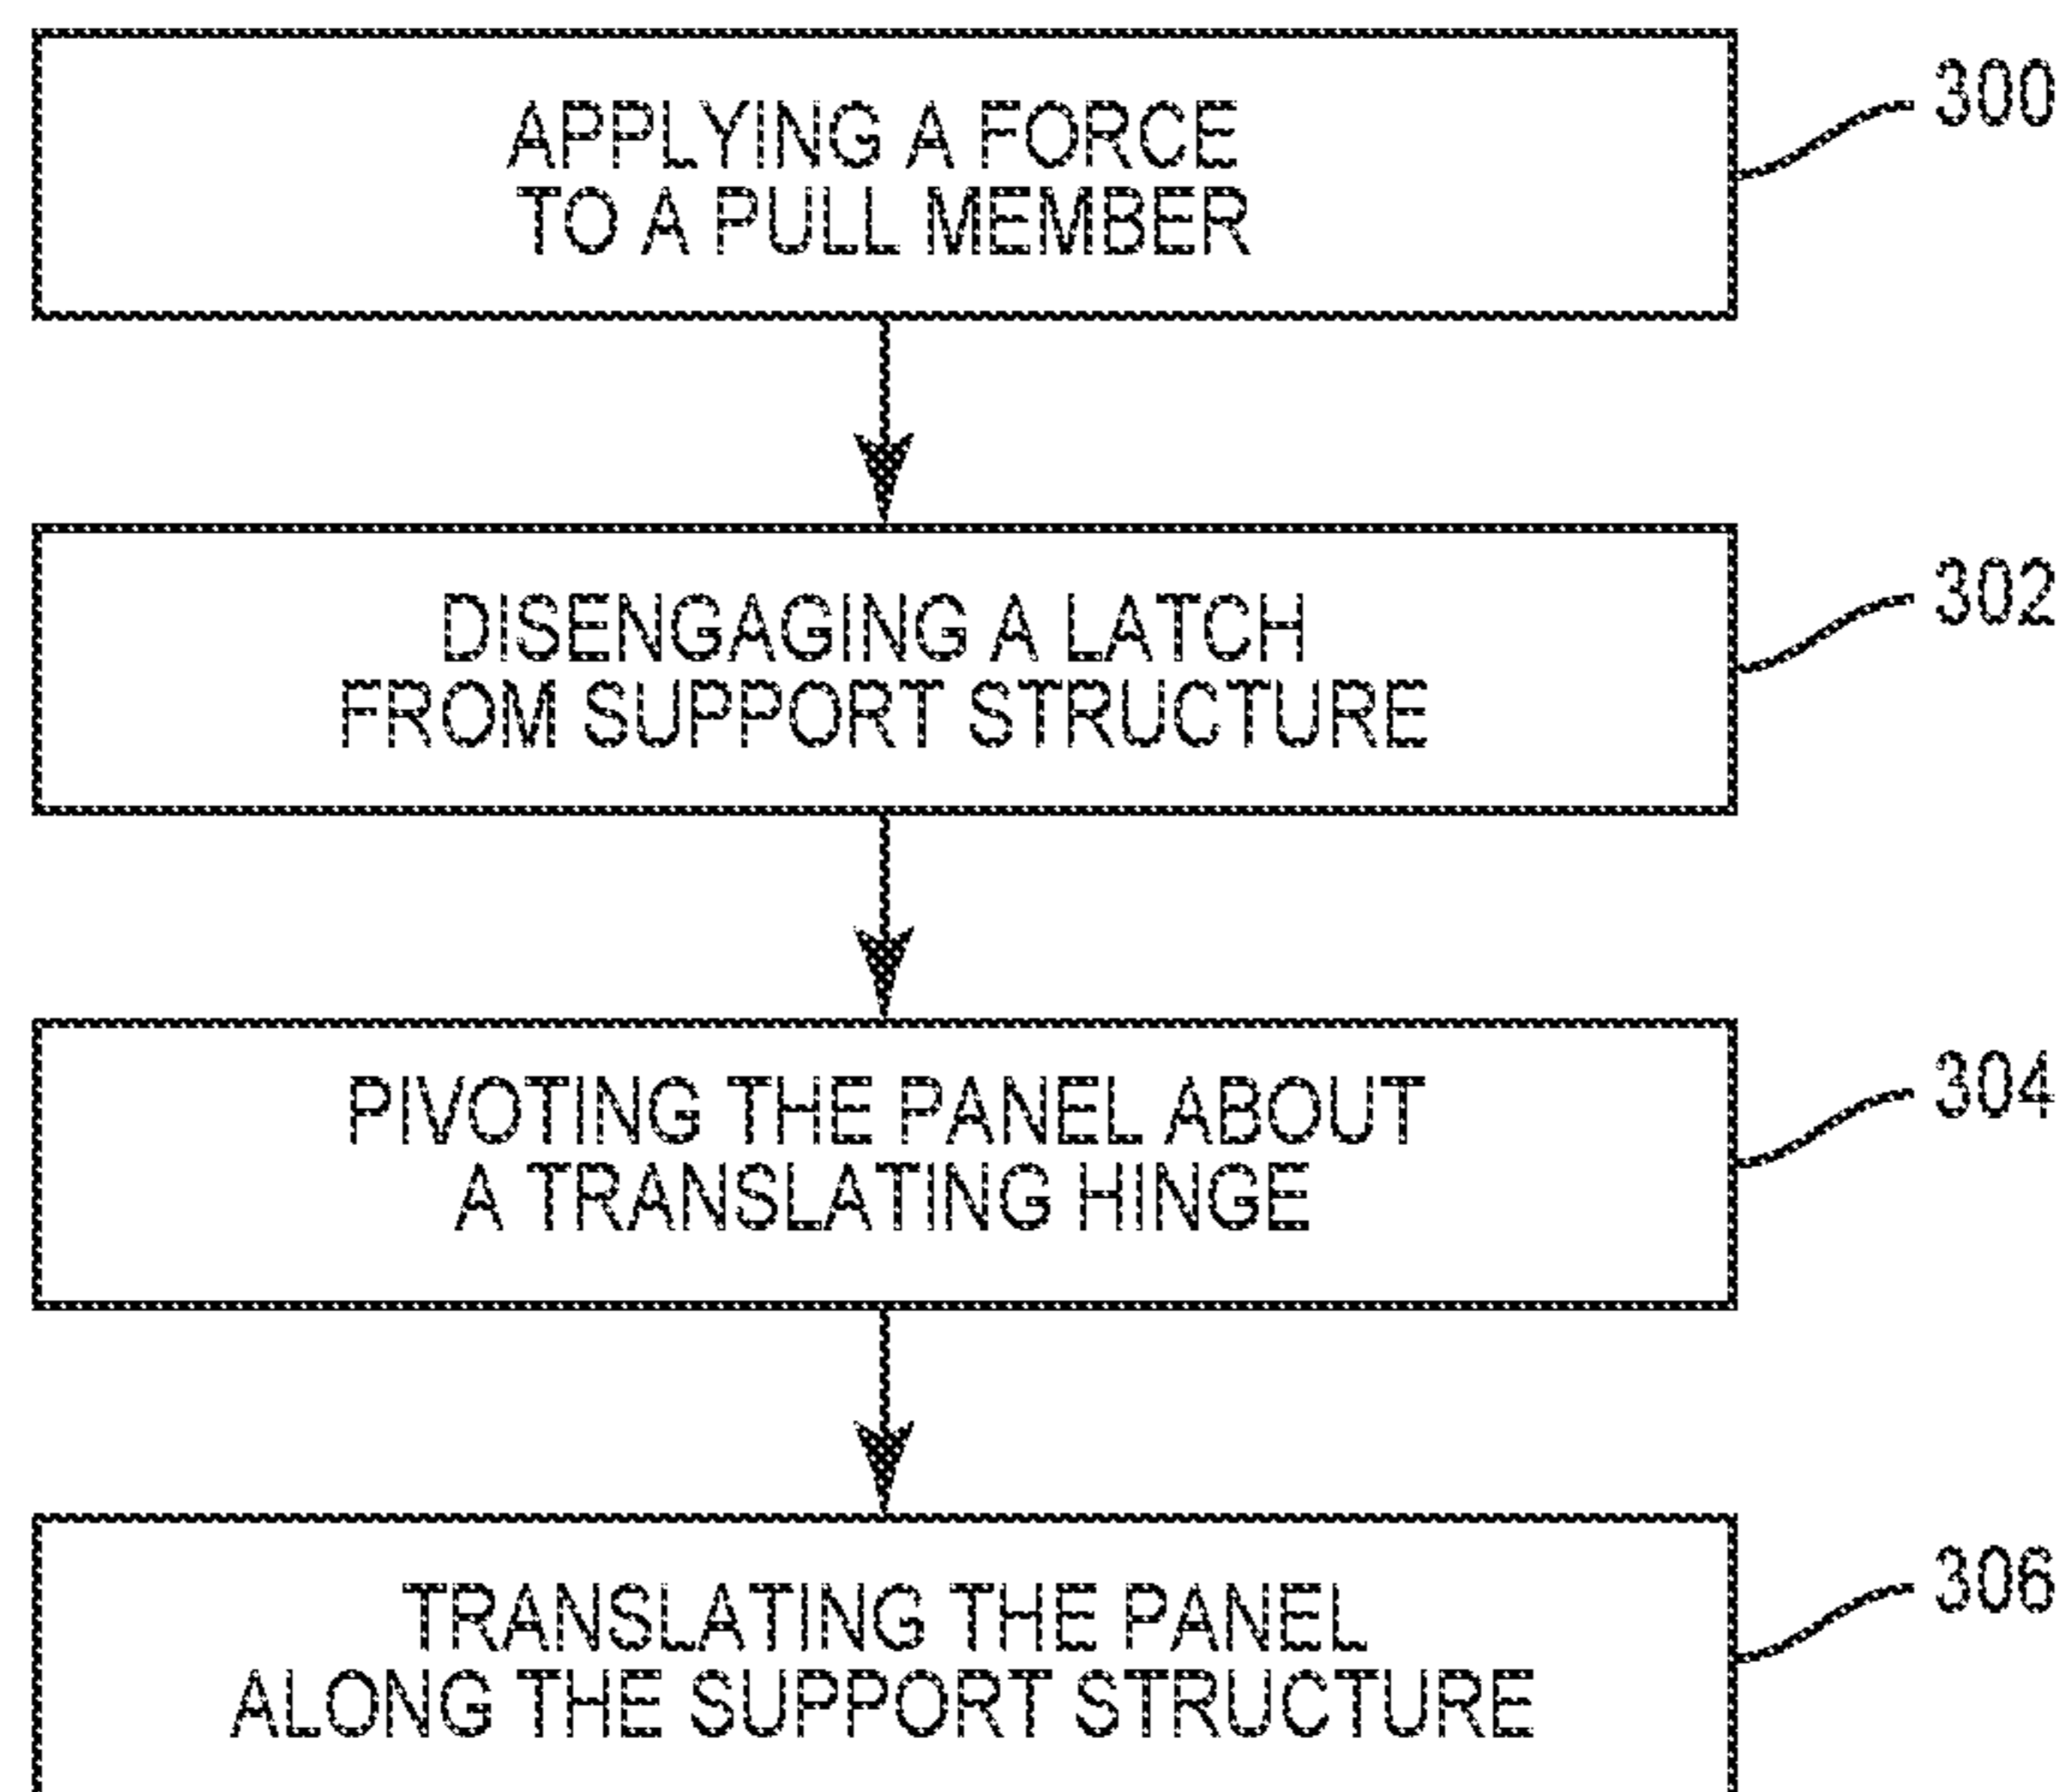 APPLYING A FORCE
TO A PULL MEMBER
300
DISENGAGING A LATCH
FROM SUPPORT STRUCTURE
302
PIVOTING THE PANEL ABOUT
A TRANSLATING HINGE
304
TRANSLATING THE PANEL
ALONG THE SUPPORT STRUCTURE
306